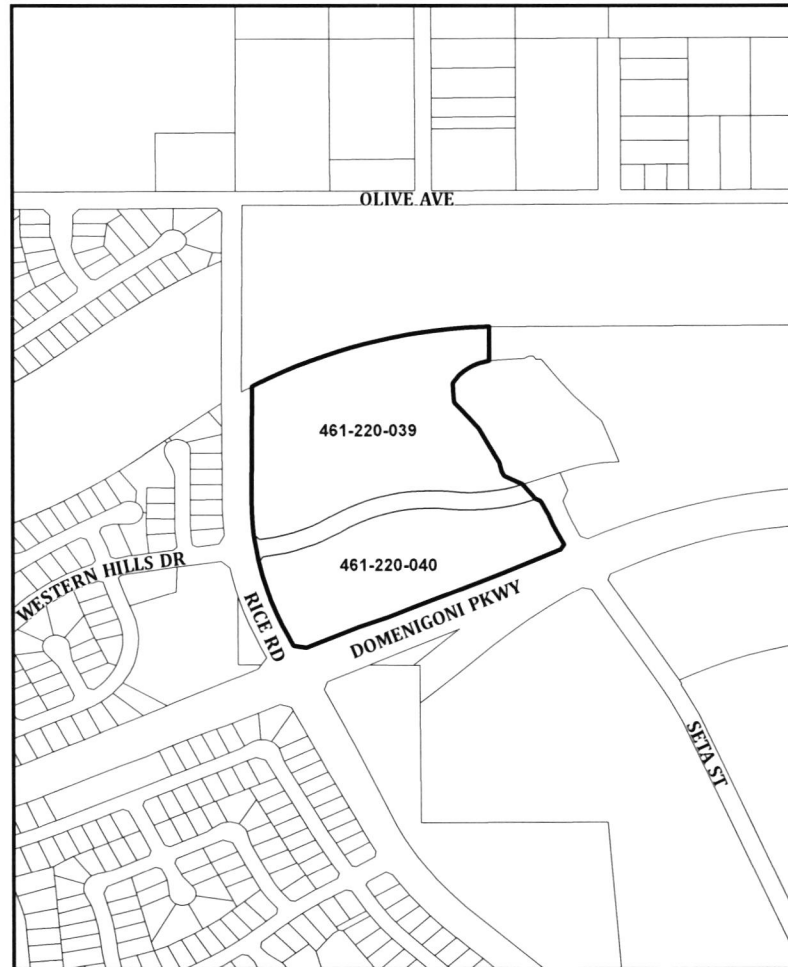 OLIVE AVE
461-220-039
461-220-040
WESTERN HILLS DR
RICE RD
DOMENIGONI PKWY
SETA ST